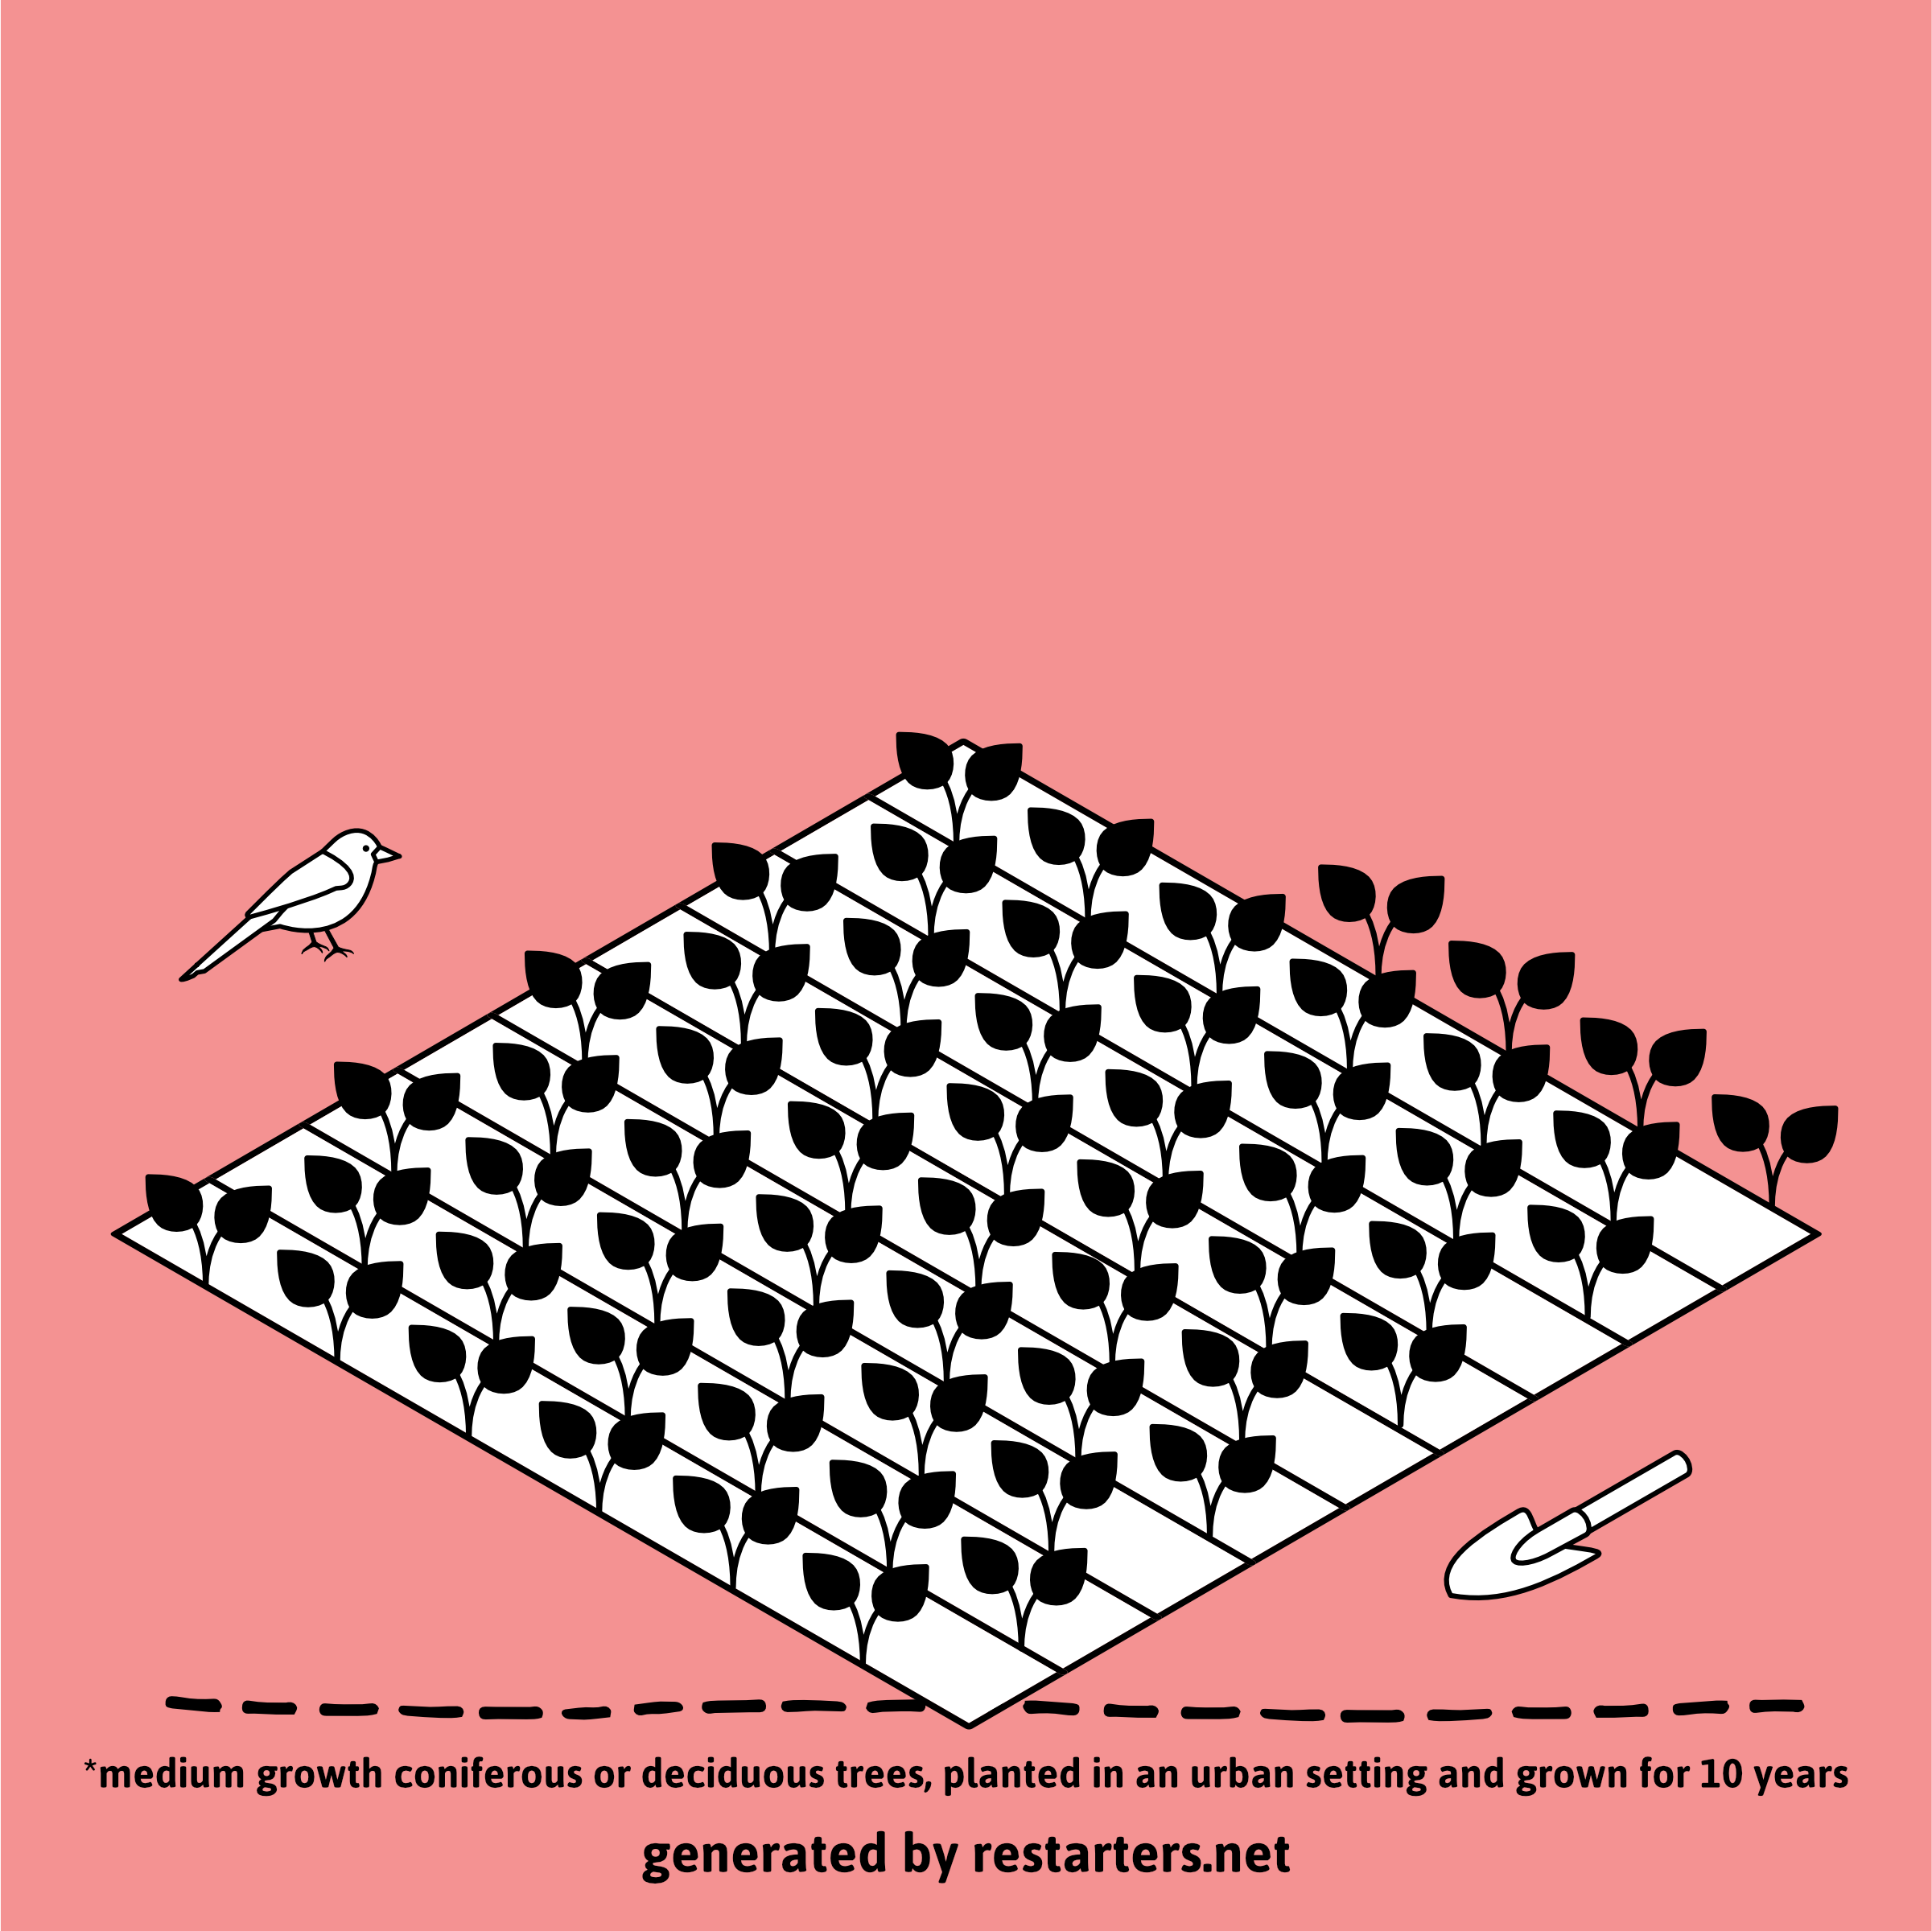 *medium growth coniferous or deciduous trees, planted in an urban setting and grown for 10 years
generated by restarters.net